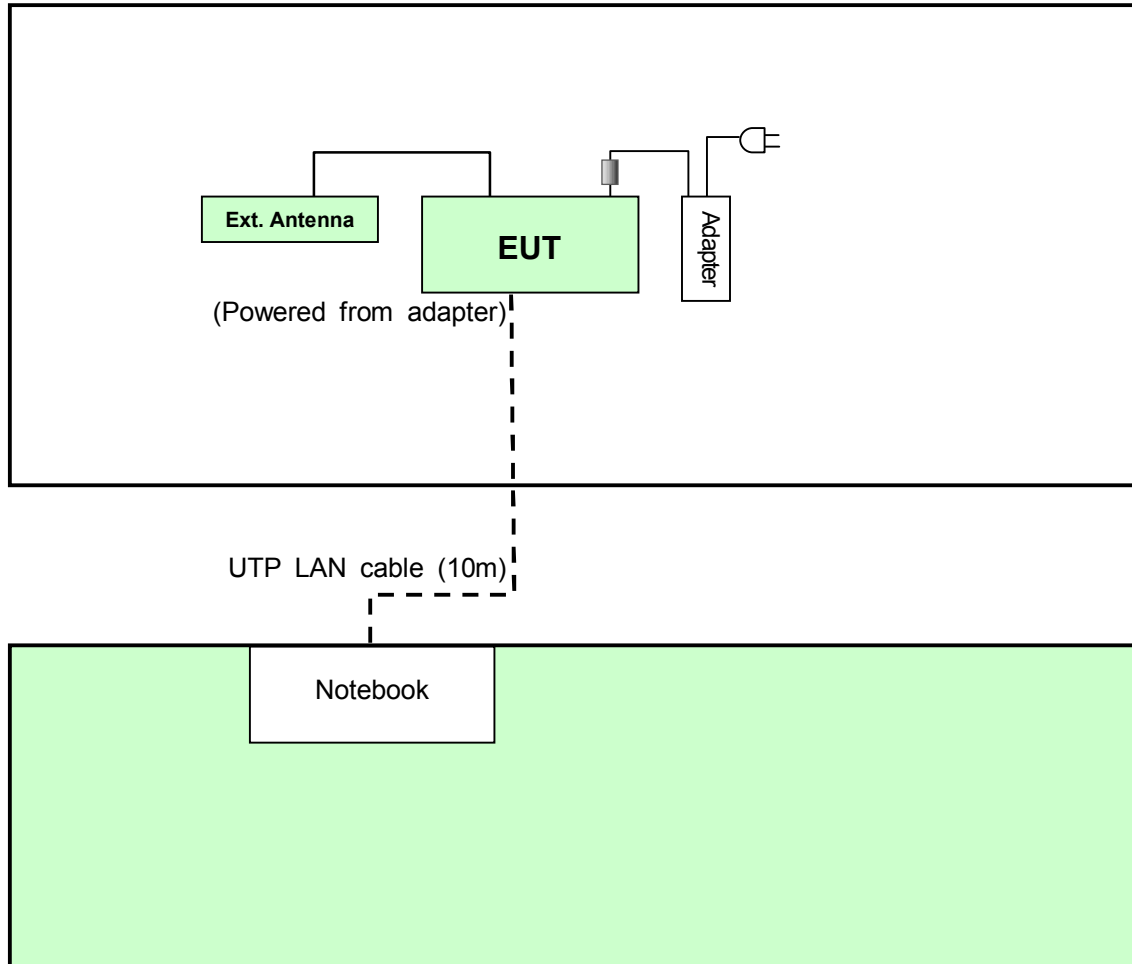 Ext. Antenna
EUT
Adapter
(Powered from adapter)
UTP LAN cable (10m)
Notebook